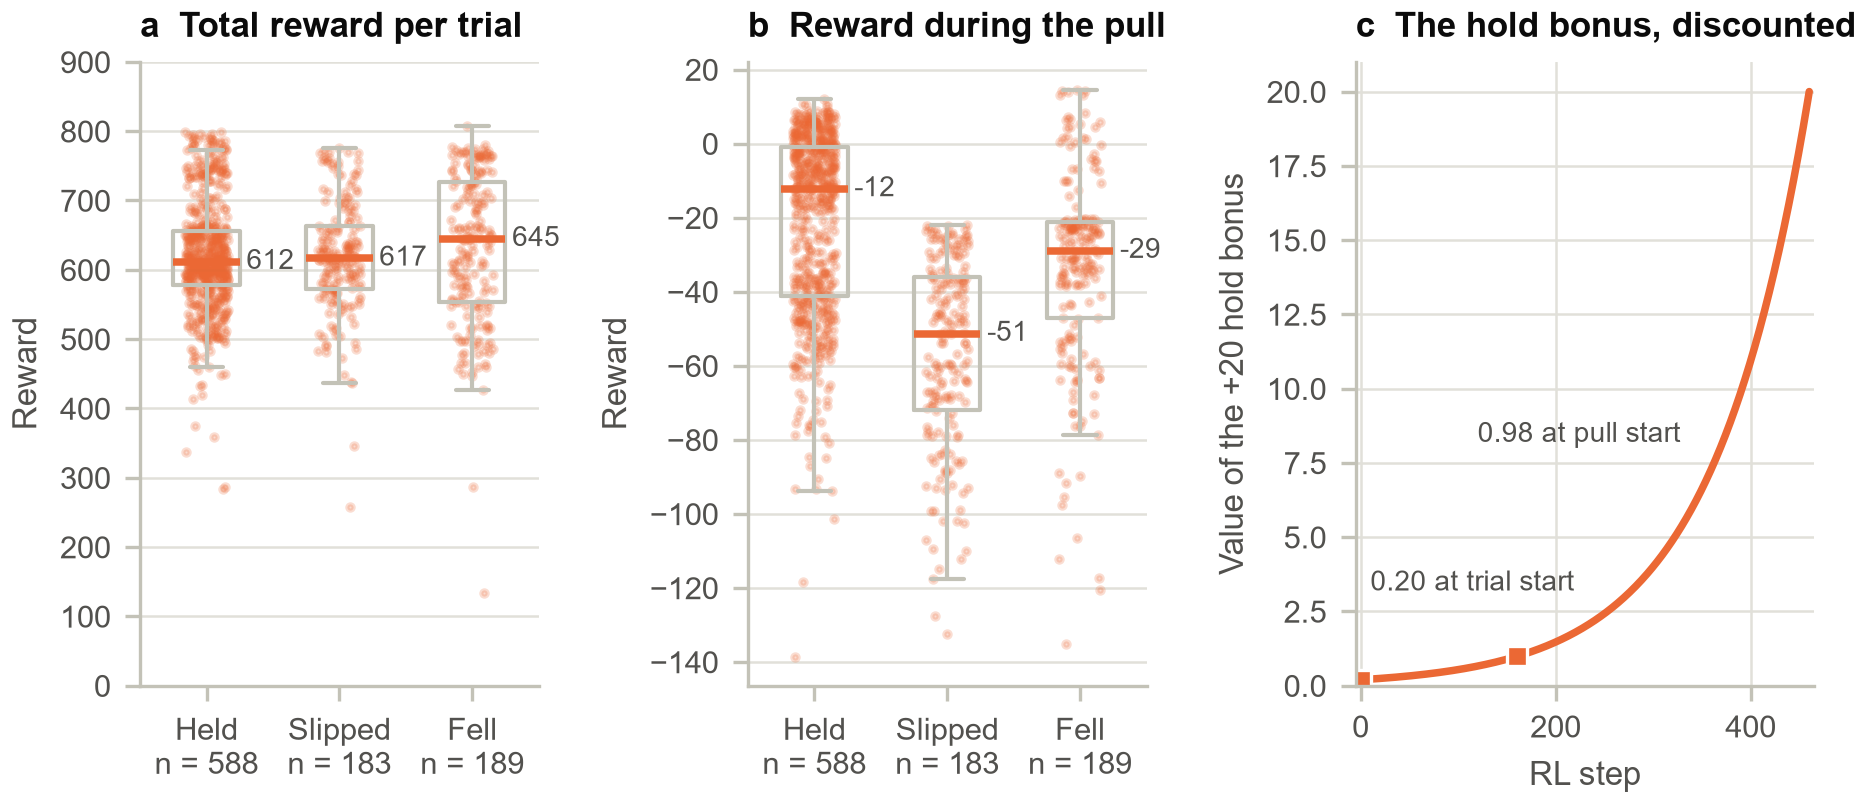 a Total reward per trial
900
800
700
600
500
400
300
200
100
0
Reward
612
617
645
Held
n = 588
Slipped
n = 183
Fell
n = 189
b Reward during the pull
20
0
−20
−40
−60
−80
−100
−120
−140
Reward
-12
-51
-29
Held
n = 588
Slipped
n = 183
Fell
n = 189
c The hold bonus, discounted
20.0
17.5
15.0
12.5
10.0
7.5
5.0
2.5
0.0
Value of the +20 hold bonus
0.98 at pull start
0.20 at trial start
0
200
400
RL step